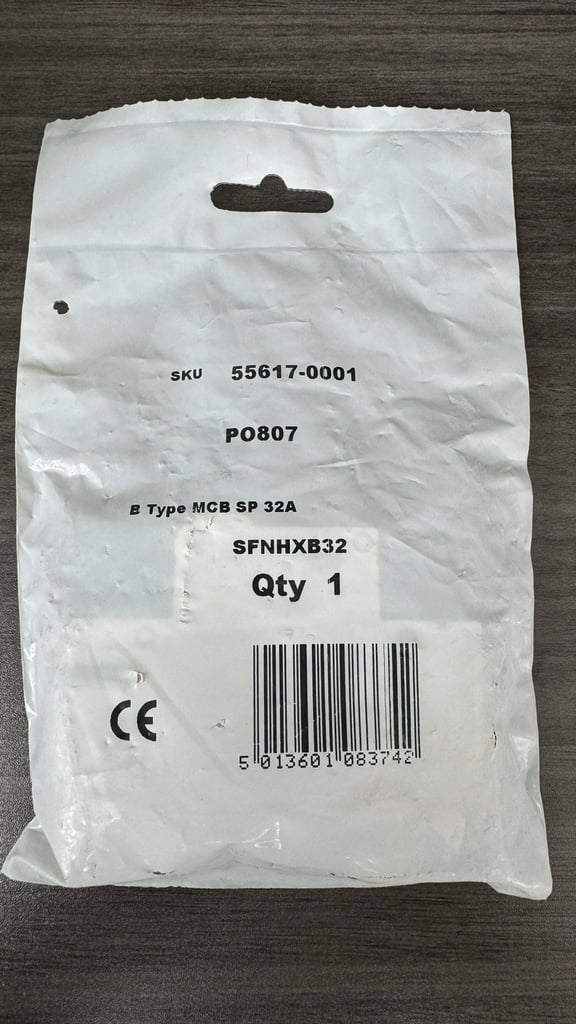 SKU 55617-0001
PO807
B Type MCB SP 32A
SFNHXB32
Qty 1
CE
5 013601 083742